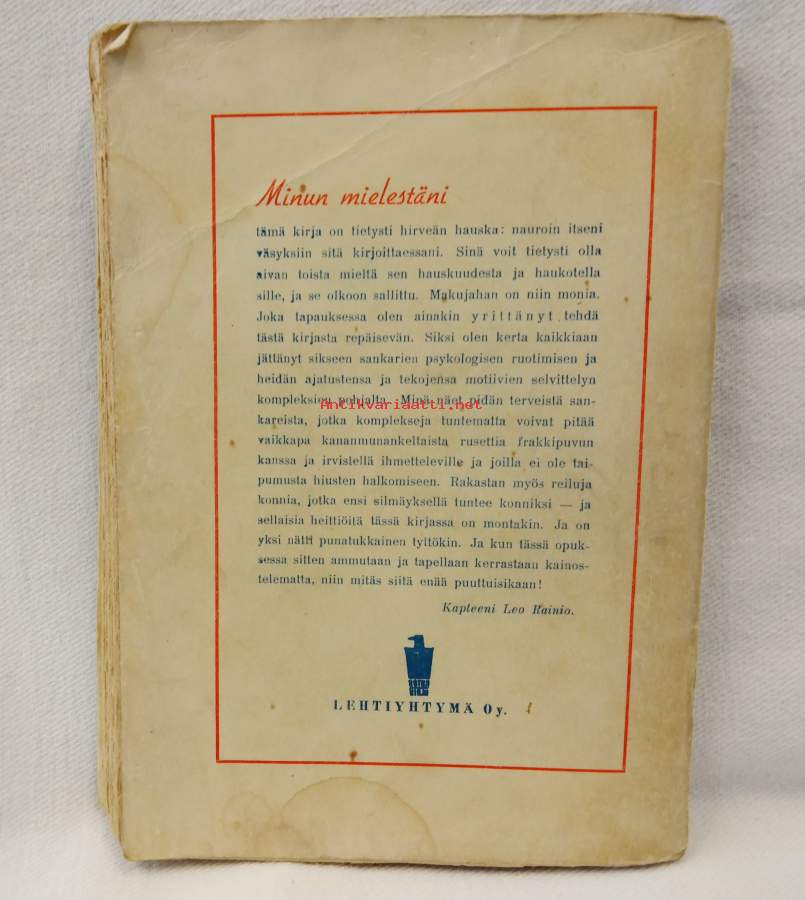 Minun mielestäni
tämä kirja on tietysti hirveän hauska: nauroin itseni
väsyksiin sitä kirjoittaessani. Sinä voit tietysti olla
aivan toista mieltä sen hauskuudesta ja haukotella
sille, ja se olkoon sallittu. Makujahan on niin monia.
Joka tapauksessa olen ainakin yrittänyt tehdä
tästä kirjasta repäisevän. Siksi olen kerta kaikkiaan
jättänyt sikseen sankarien psykologisen ruotimisen ja
heidän ajatustensa ja tekojensa motiivien selvittelyn
kompleksien pohjalta. Minä näet pidän terveistä san-
Antikvariaatti.net
kareista, jotka komplekseja tuntematta voivat pitää
vaikkapa kananmunankeltaista rusettia frakkipuvun
kanssa ja irvistellä ihmetteleville ja joilla ei ole tai-
pumusta hiusten halkomiseen. Rakastan myös reiluja
konnia, jotka ensi silmäyksellä tuntee konniksi — ja
sellaisia heittiöitä tässä kirjassa on montakin. Ja on
yksi nätti punatukkainen tyttökin. Ja kun tässä opuk-
sessa sitten ammutaan ja tapellaan kerrastaan kainos-
telematta, niin mitäs siitä enää puuttuisikaan!
Kapteeni Leo Rainio.
LEHTIYHTYMÄ Oy.